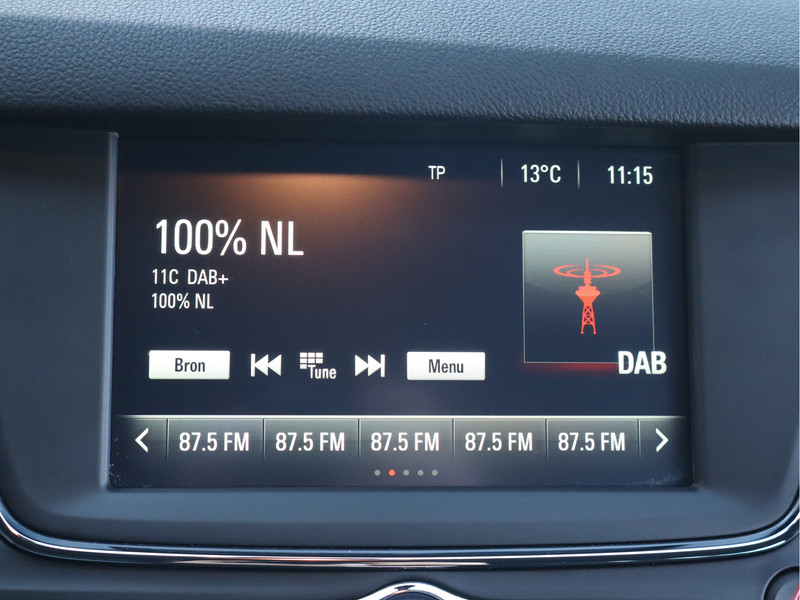 TP 13°C 11:15
100% NL
11C DAB+
100% NL
Bron Tune Menu
DAB
87.5 FM 87.5 FM 87.5 FM 87.5 FM 87.5 FM